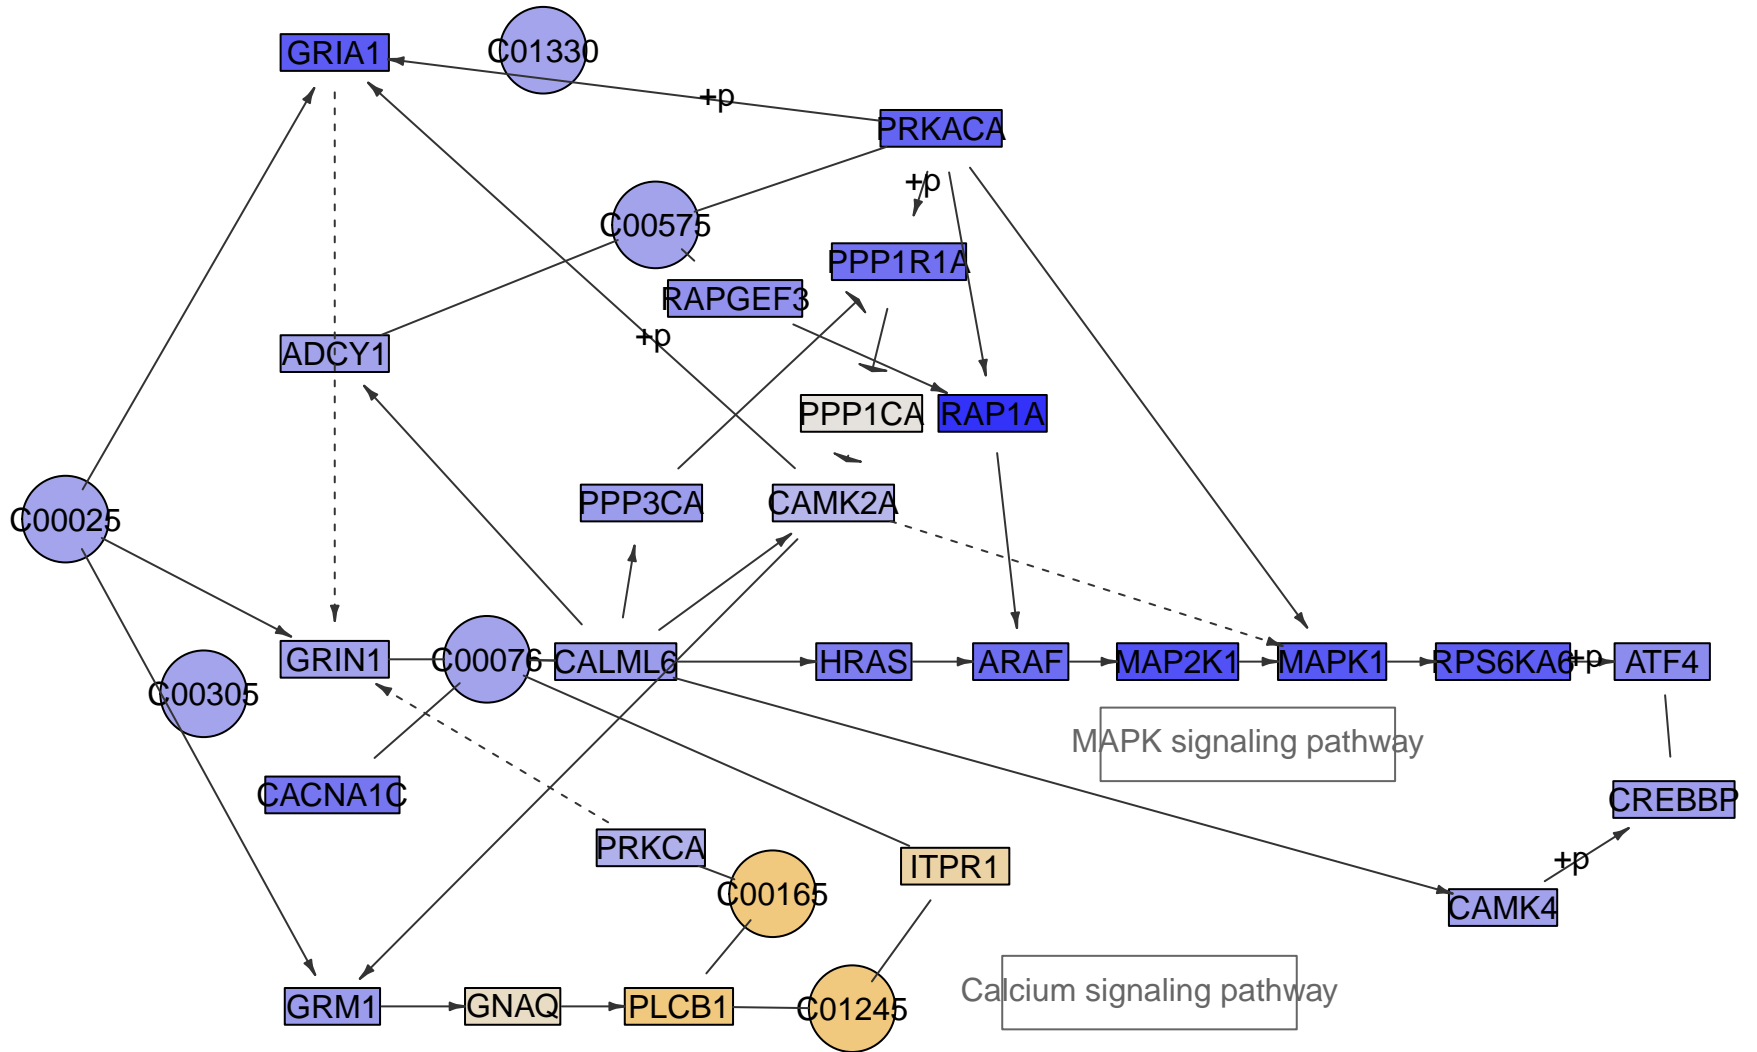 GRIA1
C01330
+p
PRKACA
+p
C00575
PPP1R1A
RAPGEF3
+p
ADCY1
PPP1CA
RAP1A
C00025
PPP3CA
CAMK2A
GRIN1
C00076
CALML6
HRAS
ARAF
MAP2K1
MAPK1
RPS6KA6
+p
ATF4
C00305
MAPK signaling pathway
CACNA1C
CREBBP
PRKCA
ITPR1
+p
C00165
CAMK4
GRM1
GNAQ
PLCB1
C01245
Calcium signaling pathway